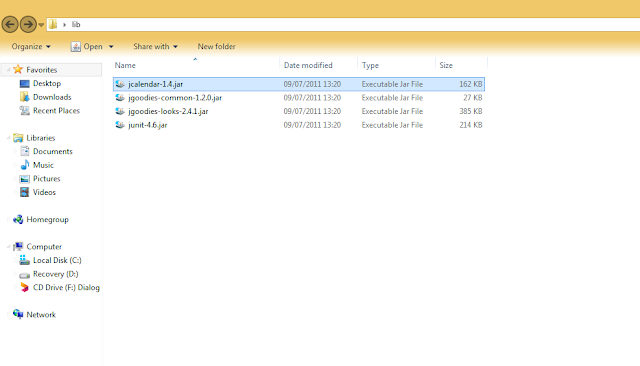 lib
Organize Open Share with New folder
Name Date modified Type Size
Favorites
Desktop
Downloads
Recent Places
Libraries
Documents
Music
Pictures
Videos
Homegroup
Computer
Local Disk (C:)
Recovery (D:)
CD Drive (F:) Dialog
Network
jcalendar-1.4.jar 09/07/2011 13:20 Executable Jar File 162 KB
jgoodies-common-1.2.0.jar 09/07/2011 13:20 Executable Jar File 27 KB
jgoodies-looks-2.4.1.jar 09/07/2011 13:20 Executable Jar File 385 KB
junit-4.6.jar 09/07/2011 13:20 Executable Jar File 214 KB